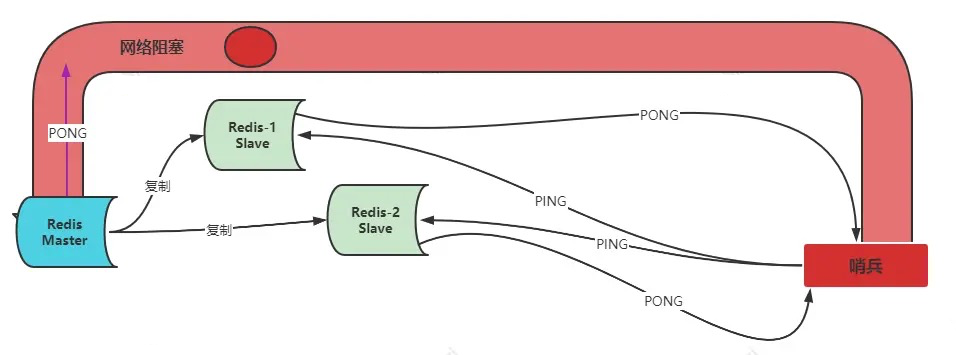 网络阻塞
PONG
Redis-1
Slave
PONG
复制
PING
Redis
Master
复制
Redis-2
Slave
PING
哨兵
PONG